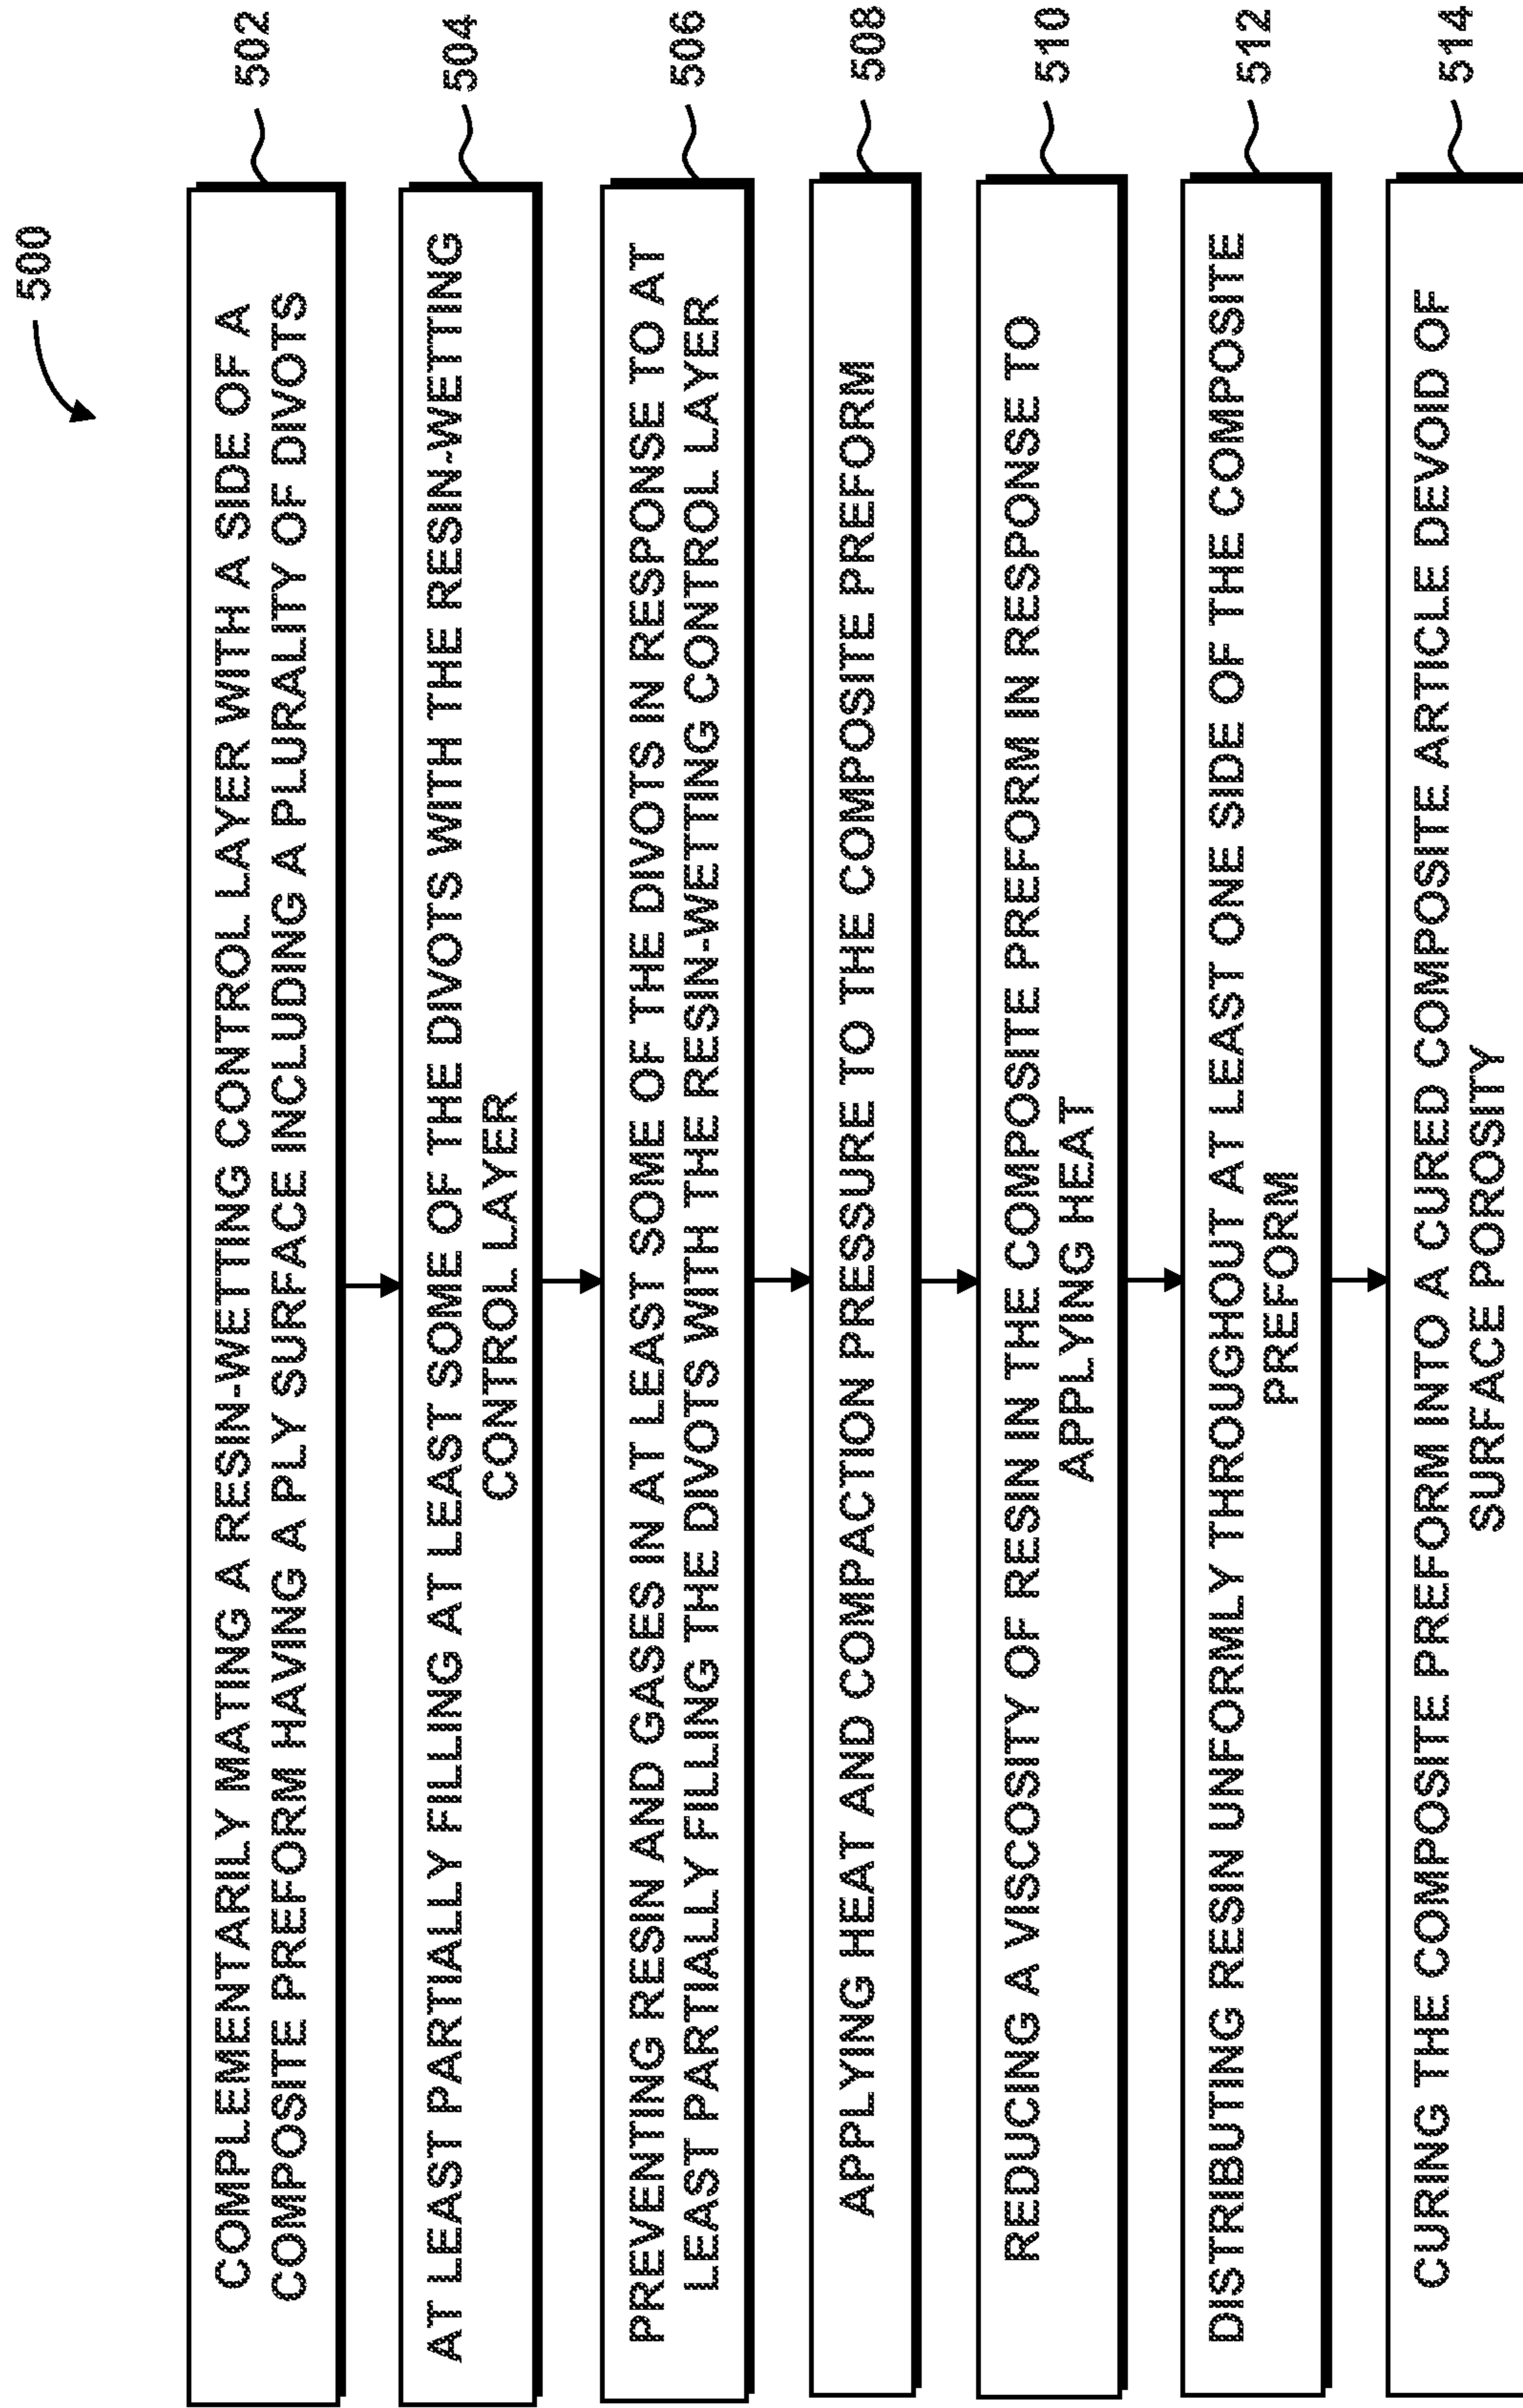 500
COMPLEMENTARILY MATING A RESIN-WETTING CONTROL LAYER WITH A SIDE OF A
COMPOSITE PREFORM HAVING A PLY SURFACE INCLUDING A PLURALITY OF DIVOTS
502
AT LEAST PARTIALLY FILLING AT LEAST SOME OF THE DIVOTS WITH THE RESIN-WETTING
CONTROL LAYER
504
PREVENTING RESIN AND GASES IN AT LEAST SOME OF THE DIVOTS IN RESPONSE TO AT
LEAST PARTIALLY FILLING THE DIVOTS WITH THE RESIN-WETTING CONTROL LAYER
506
APPLYING HEAT AND COMPACTION PRESSURE TO THE COMPOSITE PREFORM
508
REDUCING A VISCOSITY OF RESIN IN THE COMPOSITE PREFORM IN RESPONSE TO
APPLYING HEAT
510
DISTRIBUTING RESIN UNFORMLY THROUGHOUT AT LEAST ONE SIDE OF THE COMPOSITE
PREFORM
512
CURING THE COMPOSITE PREFORM INTO A CURED COMPOSITE ARTICLE DEVOID OF
SURFACE POROSITY
514